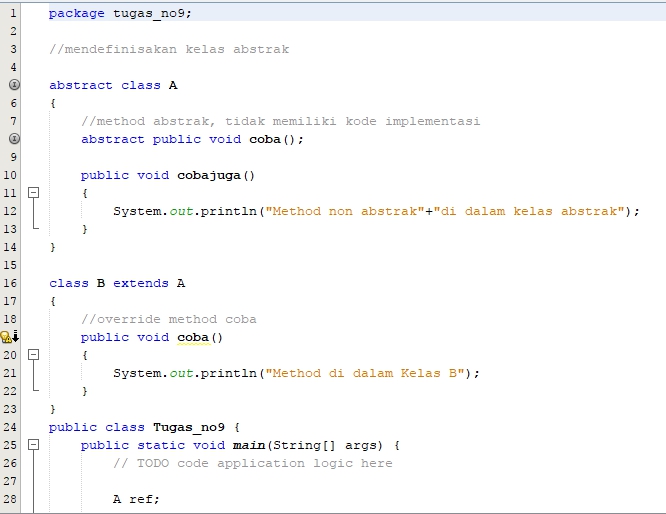 1 package tugas_no9;
2
3 //mendefinisakan kelas abstrak
4
abstract class A
6 {
7 //method abstrak, tidak memiliki kode implementasi
abstract public void coba();
9
10 public void cobajuga()
11 {
12 System.out.println("Method non abstrak"+"di dalam kelas abstrak");
13 }
14 }
15
16 class B extends A
17 {
18 //override method coba
public void coba()
20 {
21 System.out.println("Method di dalam Kelas B");
22 }
23 }
24 public class Tugas_no9 {
25 public static void main(String[] args) {
26 // TODO code application logic here
27
28 A ref;